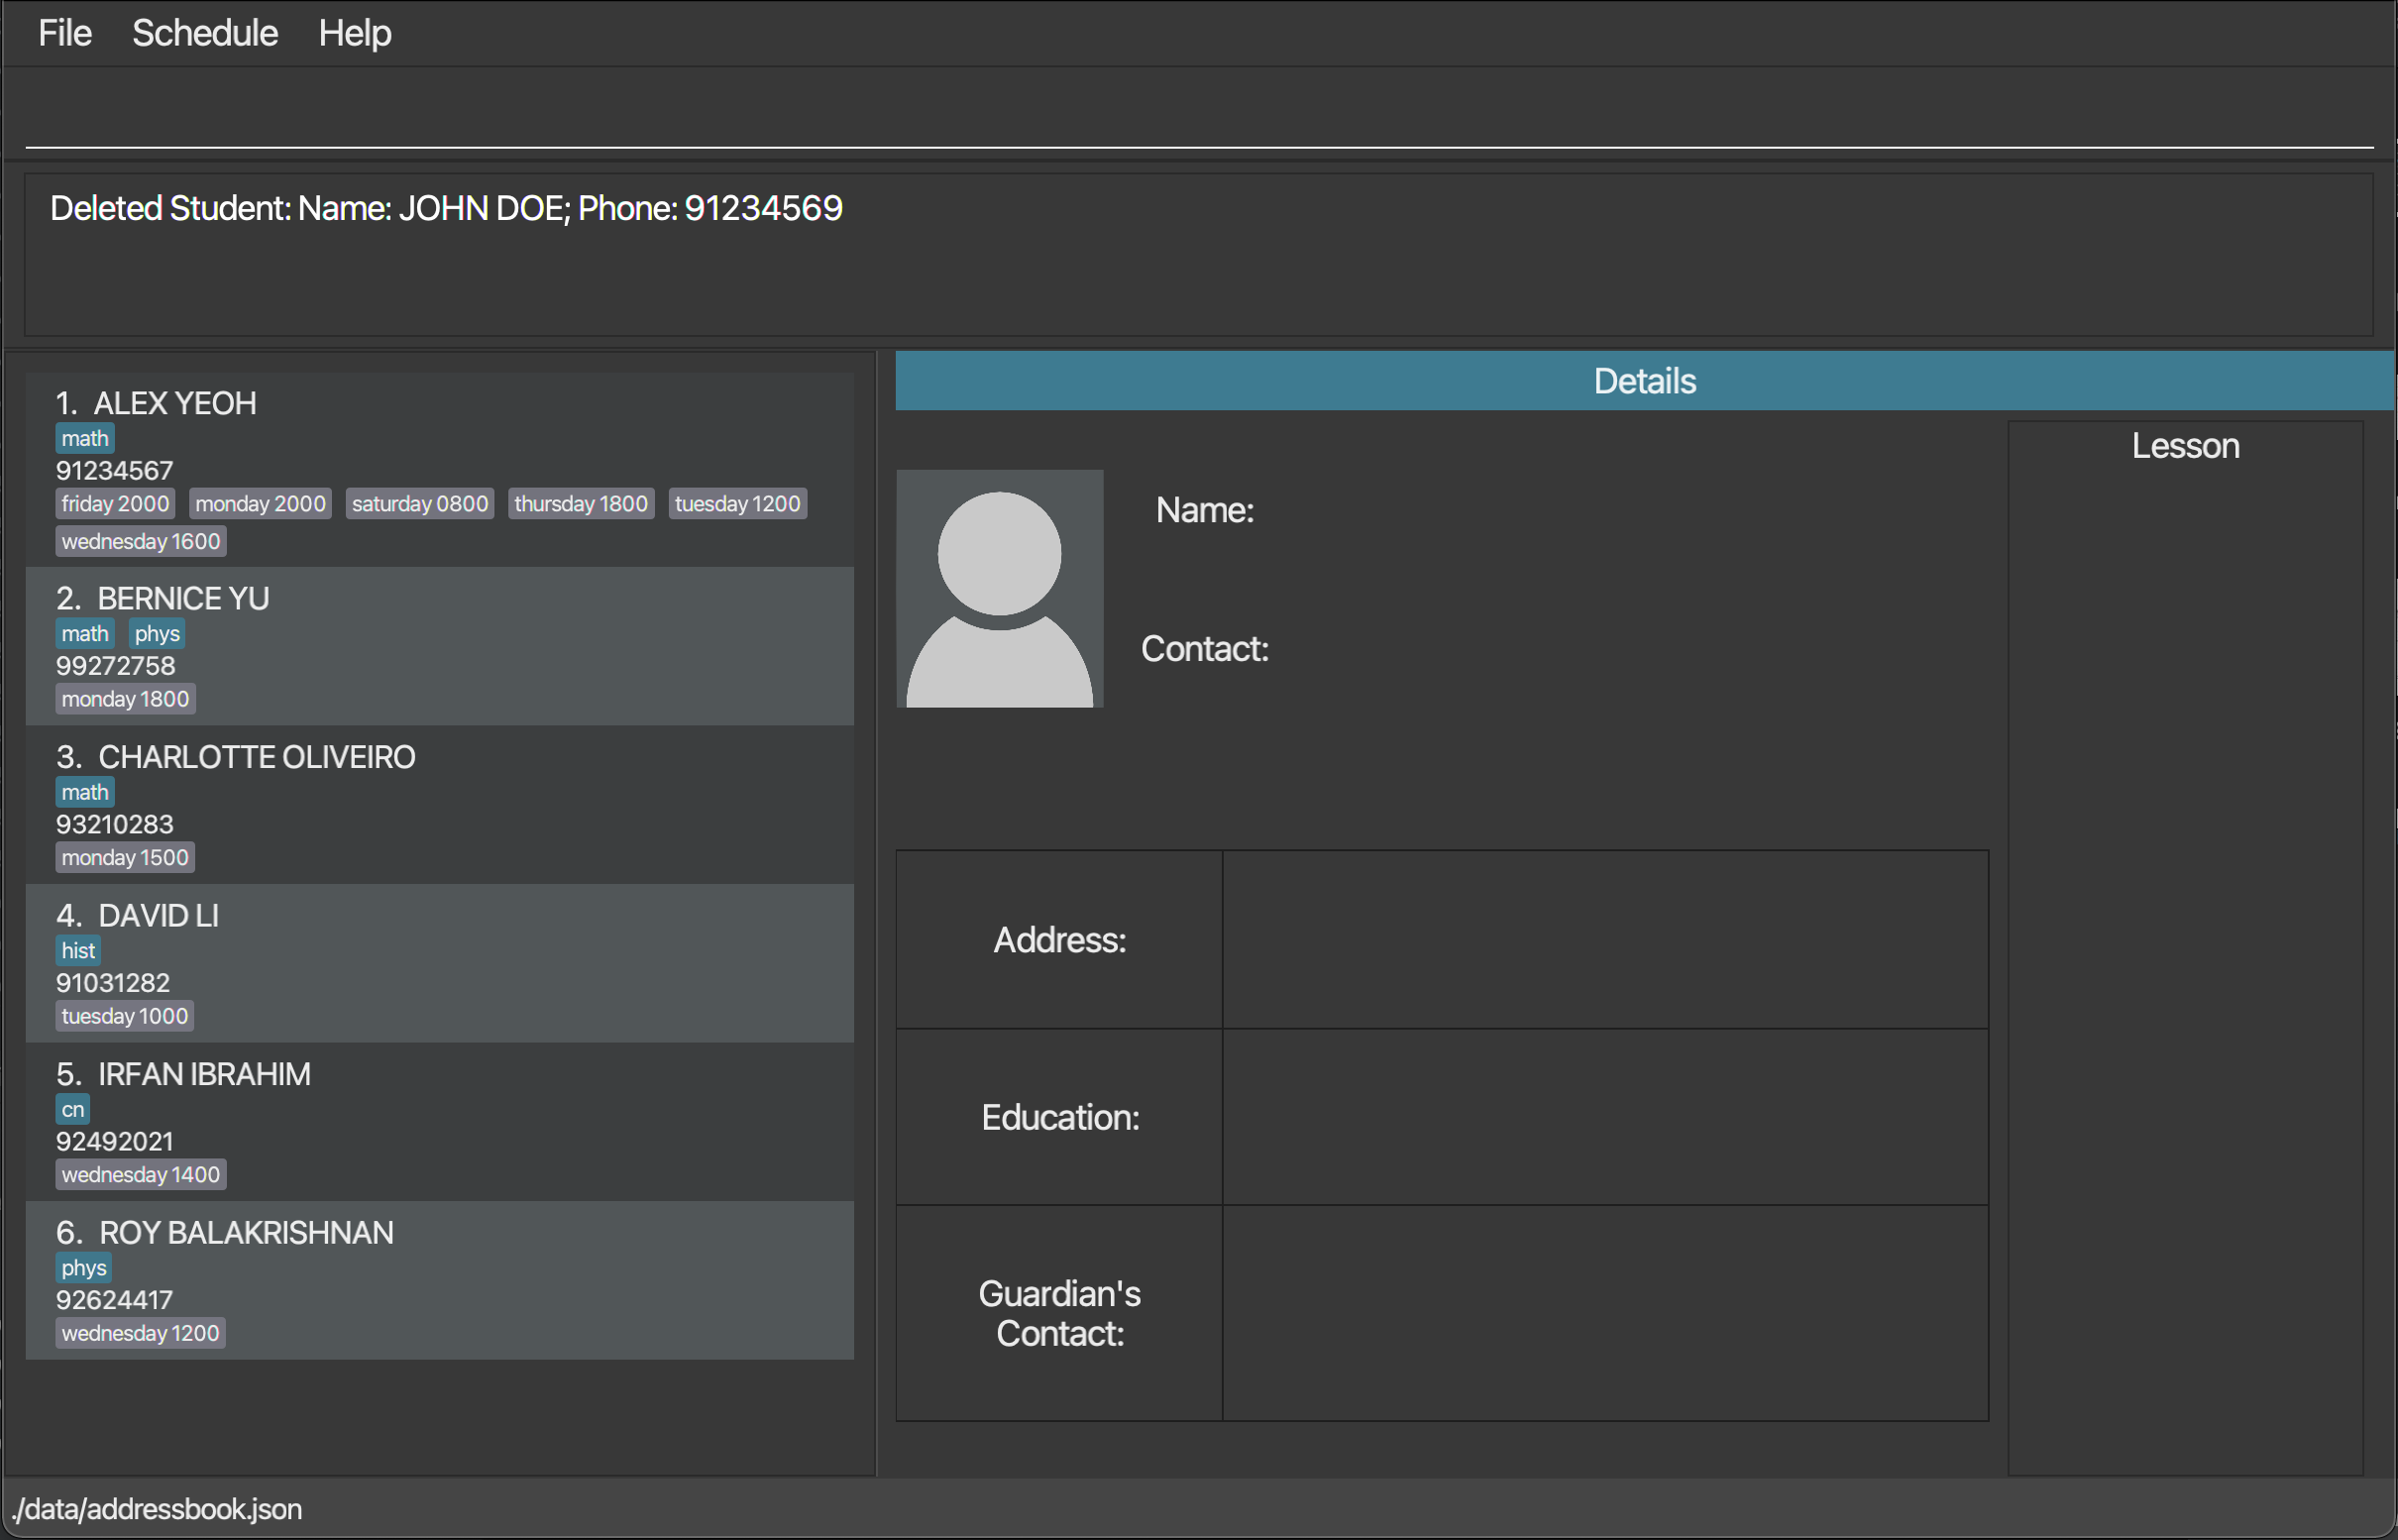 File Schedule Help
Deleted Student: Name: JOHN DOE; Phone: 91234569
1. ALEX YEOH
math
91234567
friday 2000 monday 2000 saturday 0800 thursday 1800 tuesday 1200
wednesday 1600
2. BERNICE YU
math phys
99272758
monday 1800
3. CHARLOTTE OLIVEIRO
math
93210283
monday 1500
4. DAVID LI
hist
91031282
tuesday 1000
5. IRFAN IBRAHIM
cn
92492021
wednesday 1400
6. ROY BALAKRISHNAN
phys
92624417
wednesday 1200
Details
Name:
Contact:
Address:
Education:
Guardian's
Contact:
Lesson
./data/addressbook.json